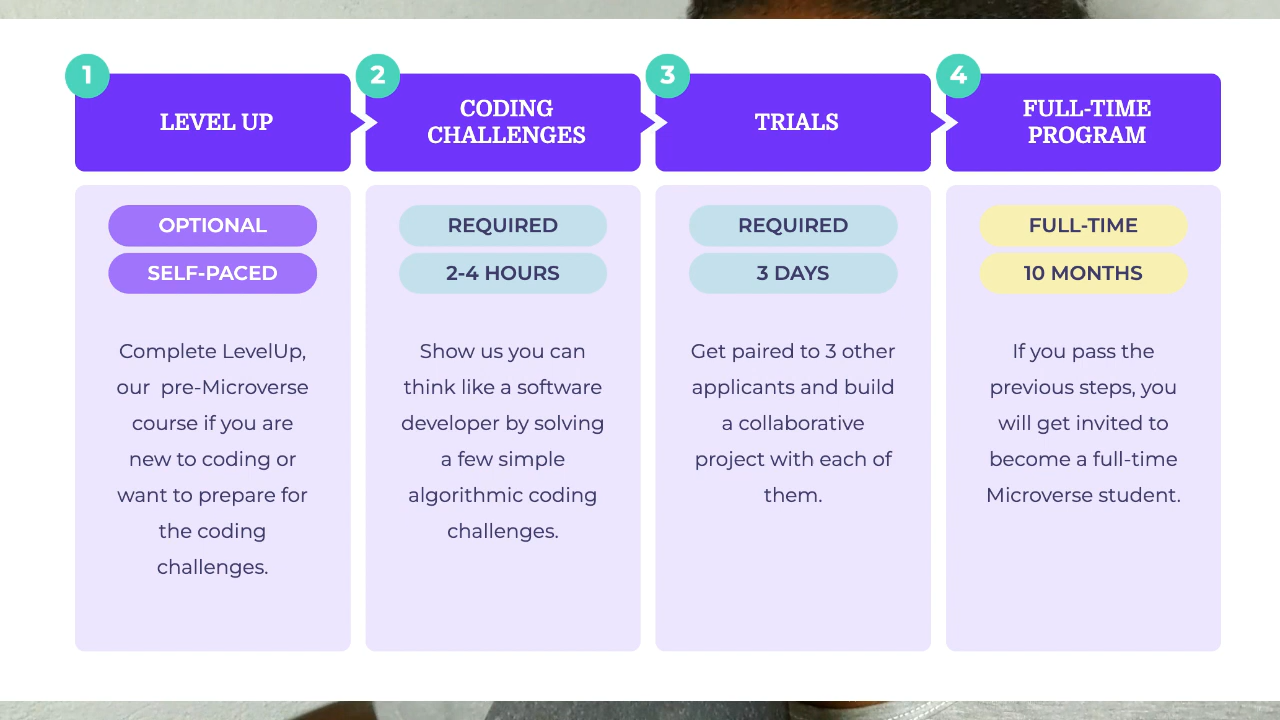 1
LEVEL UP
OPTIONAL
SELF-PACED
Complete LevelUp,
our pre-Microverse
course if you are
new to coding or
want to prepare for
the coding
challenges.
2
CODING
CHALLENGES
REQUIRED
2-4 HOURS
Show us you can
think like a software
developer by solving
a few simple
algorithmic coding
challenges.
3
TRIALS
REQUIRED
3 DAYS
Get paired to 3 other
applicants and build
a collaborative
project with each of
them.
4
FULL-TIME
PROGRAM
FULL-TIME
10 MONTHS
If you pass the
previous steps, you
will get invited to
become a full-time
Microverse student.